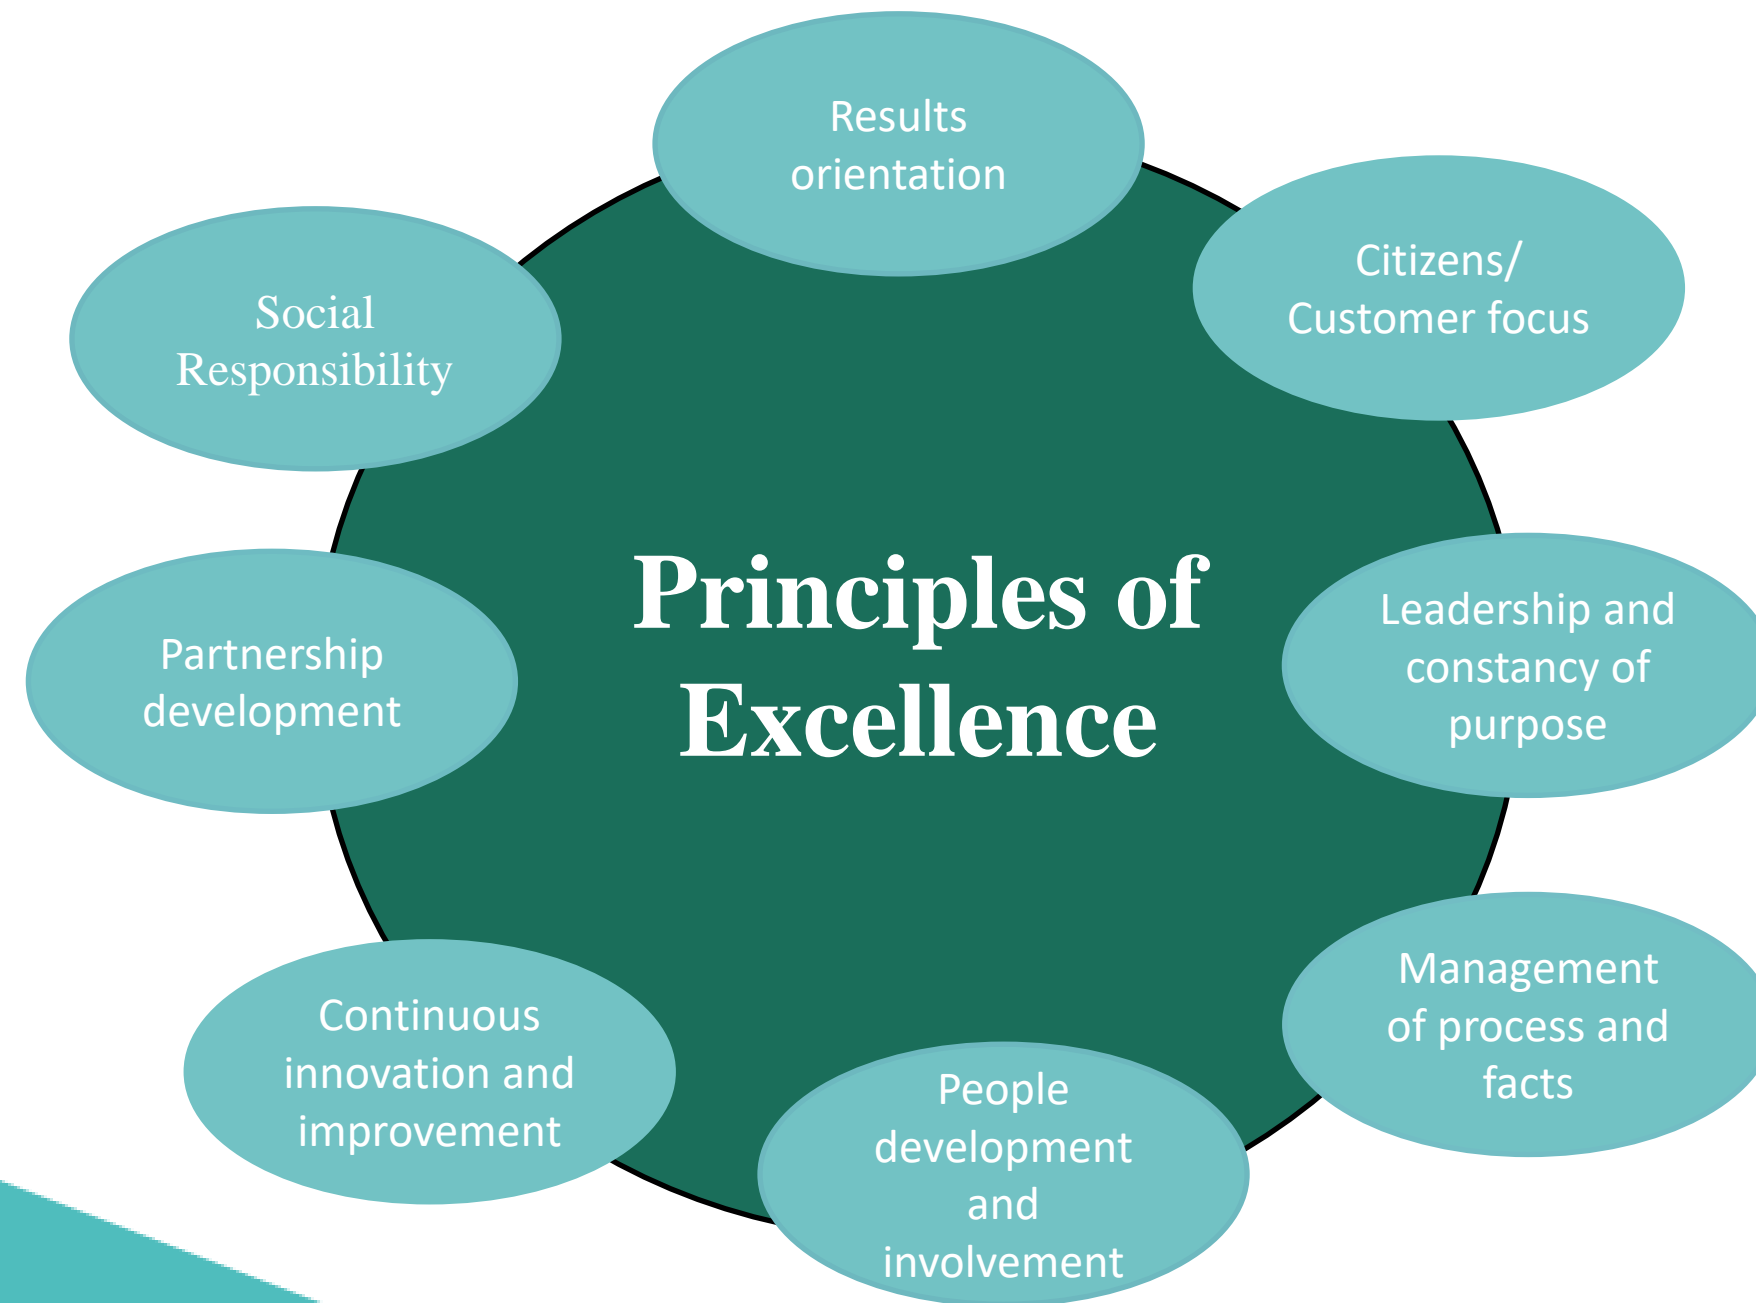 Results
orientation
Citizens/
Customer focus
Social
Responsibility
Principles of
Excellence
Leadership and
constancy of
purpose
Partnership
development
Management
of process and
facts
Continuous
innovation and
improvement
People
development
and
involvement